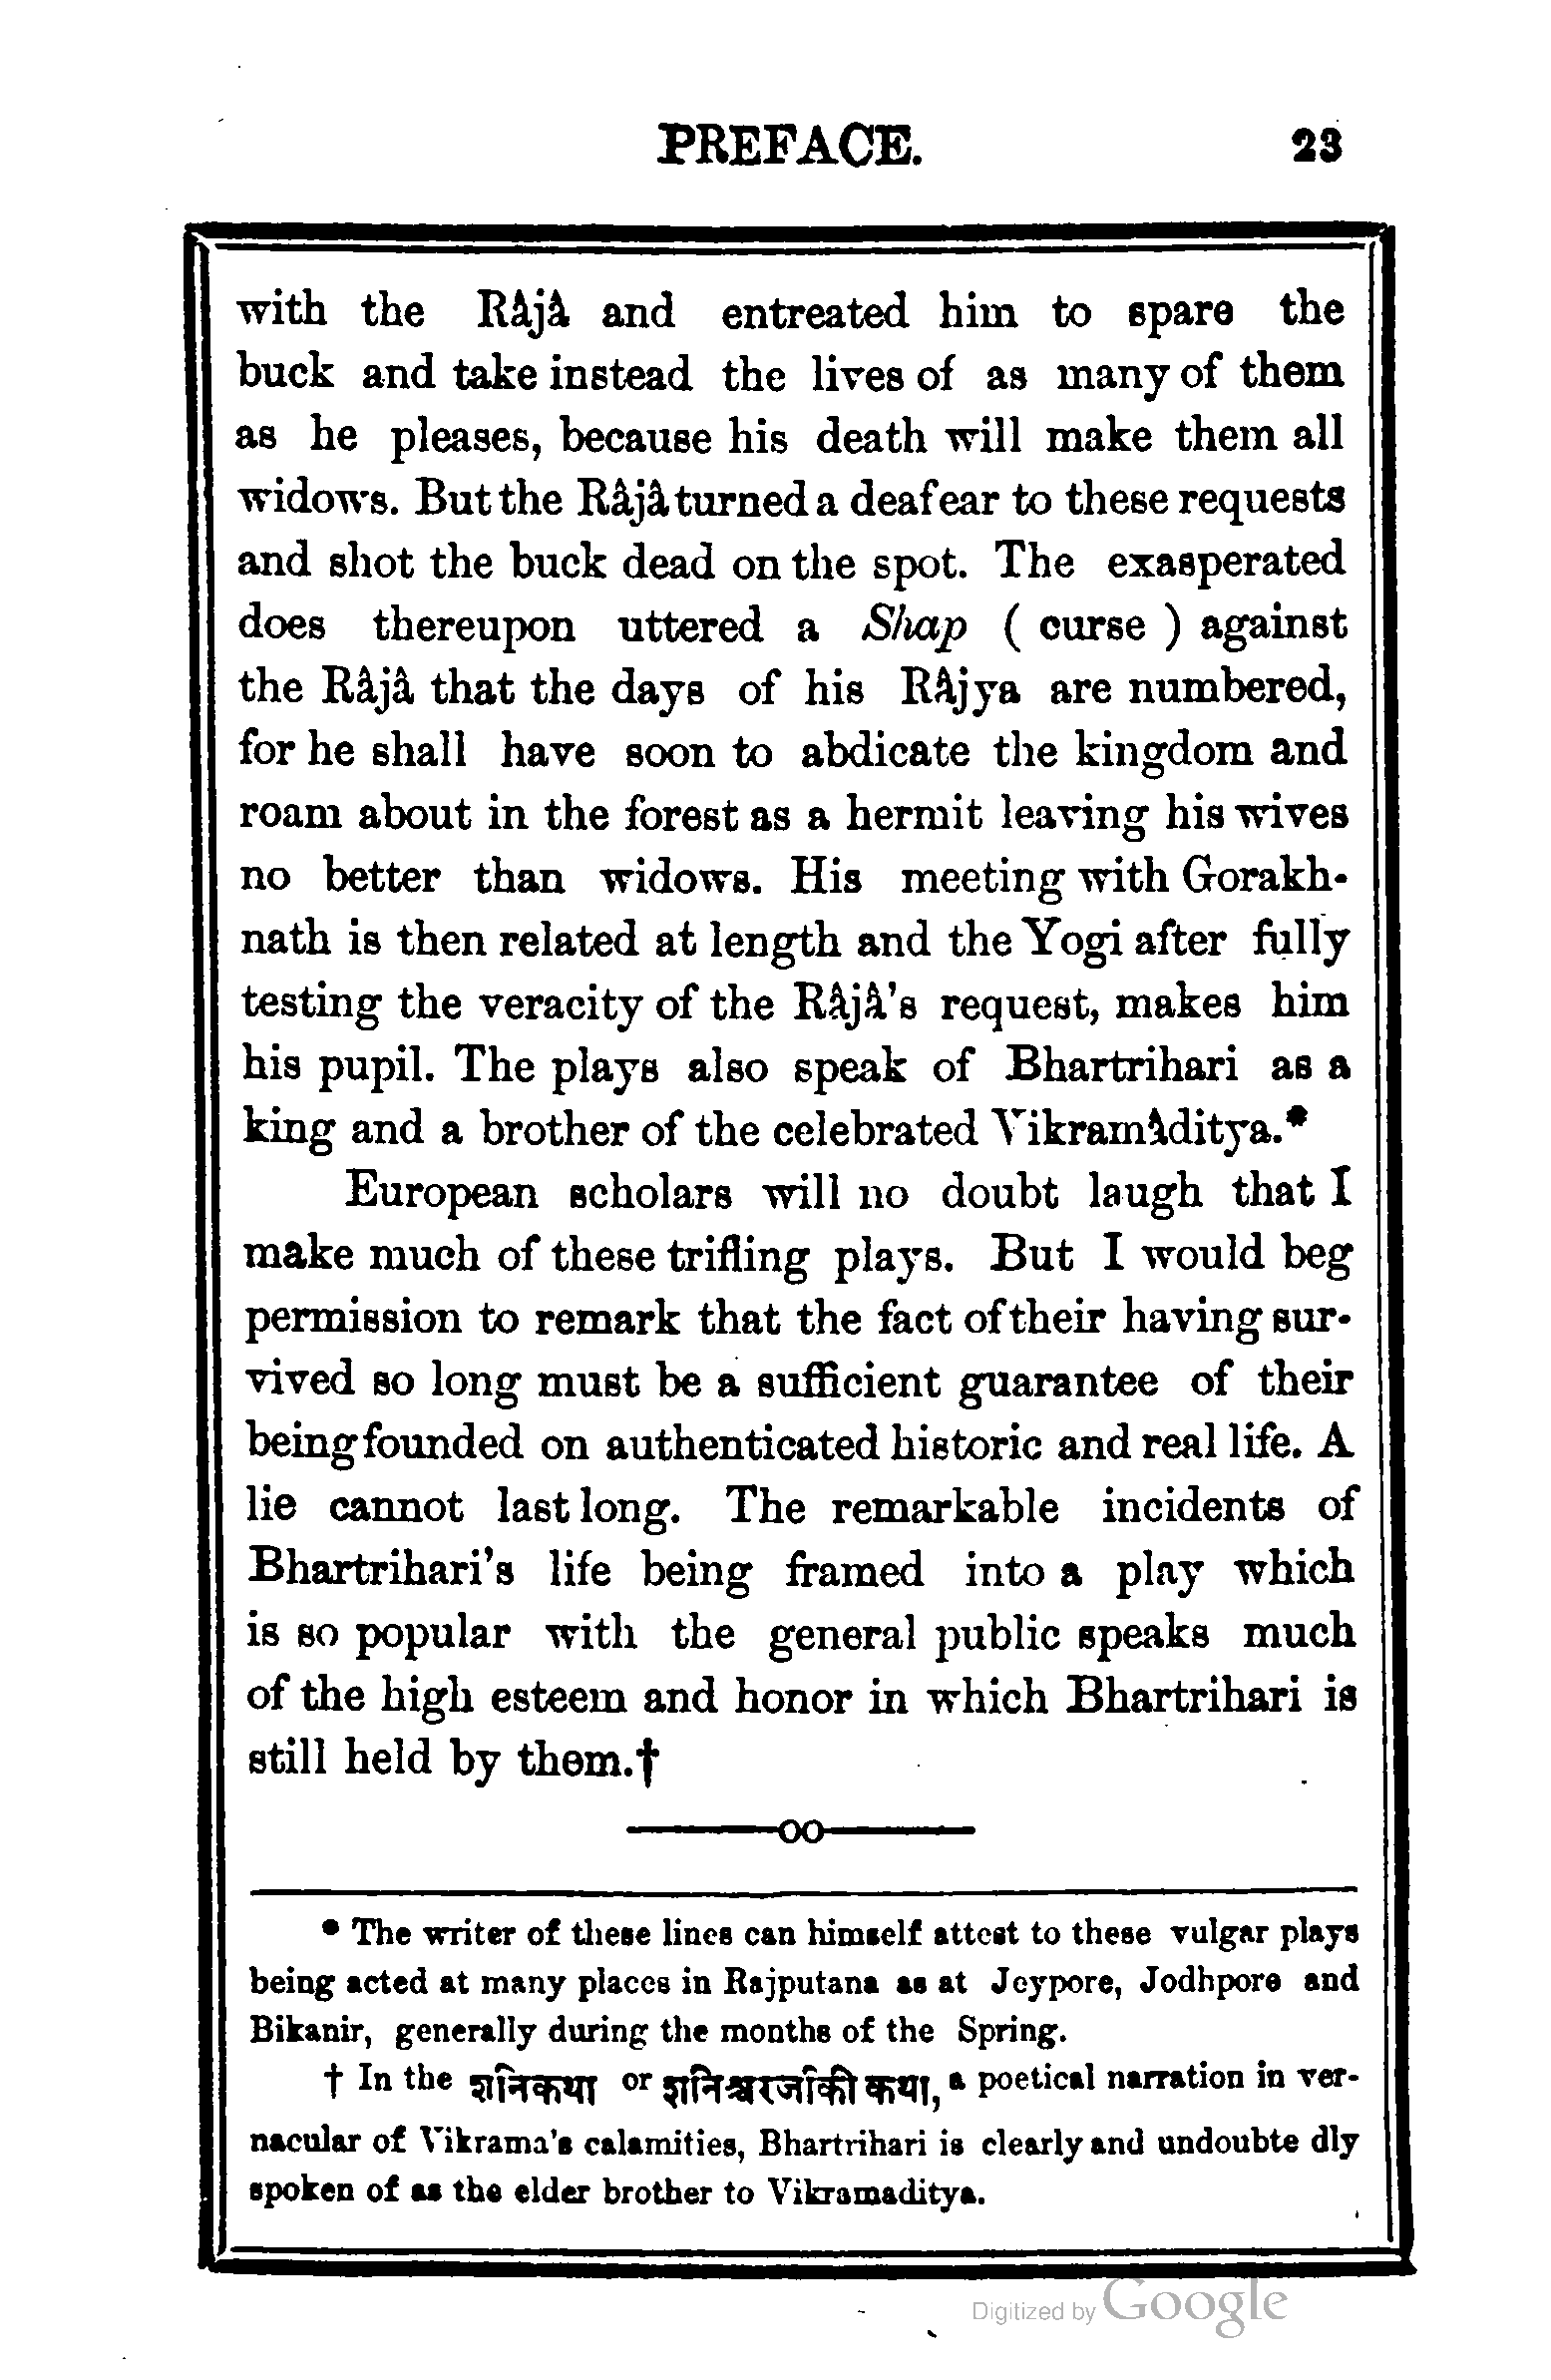 PREFACE. 23
with the Râjâ and entreated him to spare the
buck and take instead the lives of as many of them
as he pleases, because his death will make them all
widows. But the Râjâ turned a deaf ear to these requests
and shot the buck dead on the spot. The exasperated
does thereupon uttered a Shap ( curse ) against
the Râjâ that the days of his Râjya are numbered,
for he shall have soon to abdicate the kingdom and
roam about in the forest as a hermit leaving his wives
no better than widows. His meeting with Gorakh-
nath is then related at length and the Yogi after fully
testing the veracity of the Râjâ's request, makes him
his pupil. The plays also speak of Bhartrihari as a
king and a brother of the celebrated Vikramâditya.*
European scholars will no doubt laugh that I
make much of these trifling plays. But I would beg
permission to remark that the fact of their having sur-
vived so long must be a sufficient guarantee of their
being founded on authenticated historic and real life. A
lie cannot last long. The remarkable incidents of
Bhartrihari's life being framed into a play which
is so popular with the general public speaks much
of the high esteem and honor in which Bhartrihari is
still held by them.†
* The writer of these lines can himself attest to these vulgar plays
being acted at many places in Rajputana as at Jeypore, Jodhpore and
Bikanir, generally during the months of the Spring.
† In the शनिकथा or शनिश्चरजीकी कथा, a poetical narration in ver-
nacular of Vikrama's calamities, Bhartrihari is clearly and undoubte dly
spoken of as the elder brother to Vikramaditya.
Digitized by Google